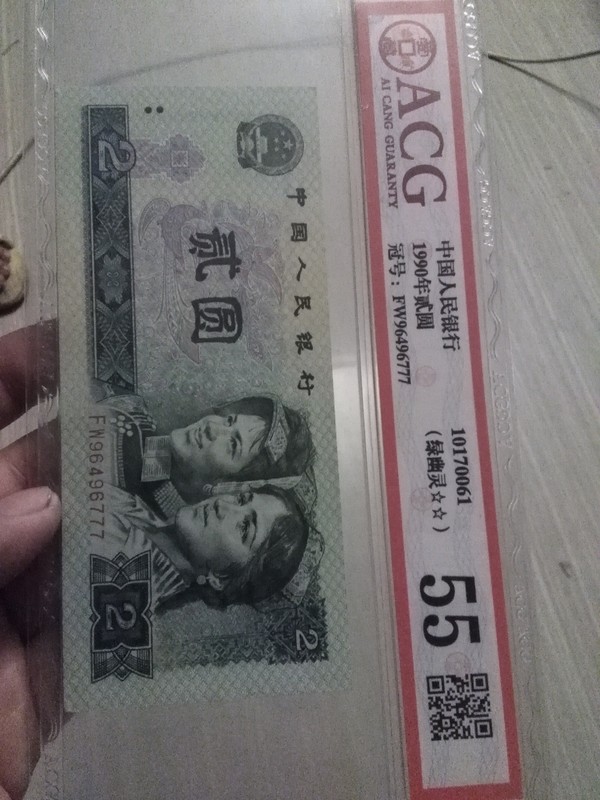 ACG
AI CANG GUARANTY
中国人民银行
1990年贰圆
冠号：FW96496777
10170061
（绿幽灵☆☆）
55
中国人民银行
贰圆
2
FW96496777
2
2